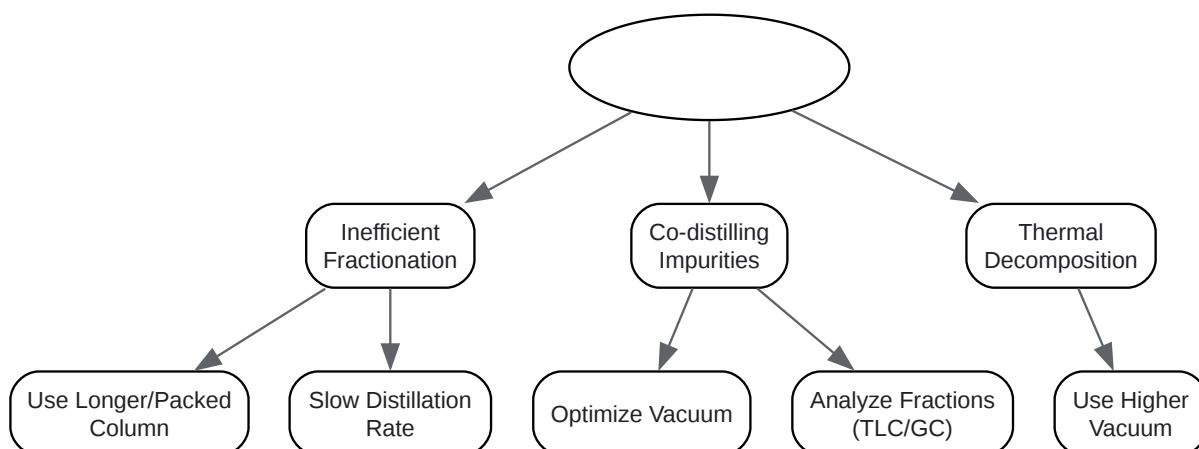 Inefficient
Fractionation
Co-distilling
Impurities
Thermal
Decomposition
Use Longer/Packed
Column
Slow Distillation
Rate
Optimize Vacuum
Analyze Fractions
(TLC/GC)
Use Higher
Vacuum